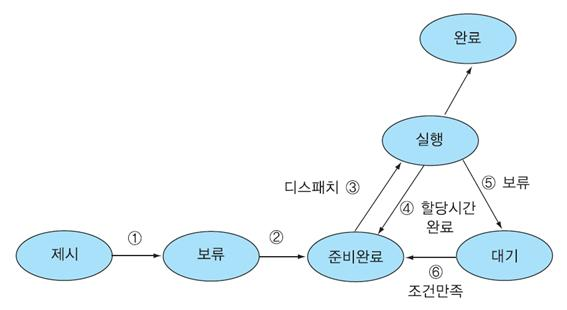 완료
실행
디스패치 ③
⑤ 보류
④ 할당시간
완료
제시
①
보류
②
준비완료
대기
⑥
조건만족